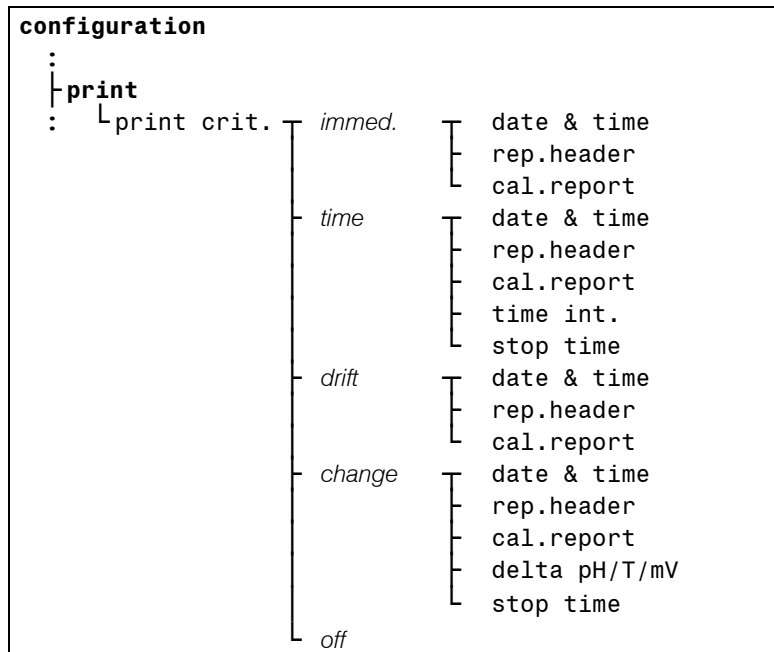 configuration
:
print
: print crit. immed. date & time
rep.header
cal.report
time date & time
rep.header
cal.report
time int.
stop time
drift date & time
rep.header
cal.report
change date & time
rep.header
cal.report
delta pH/T/mV
stop time
off